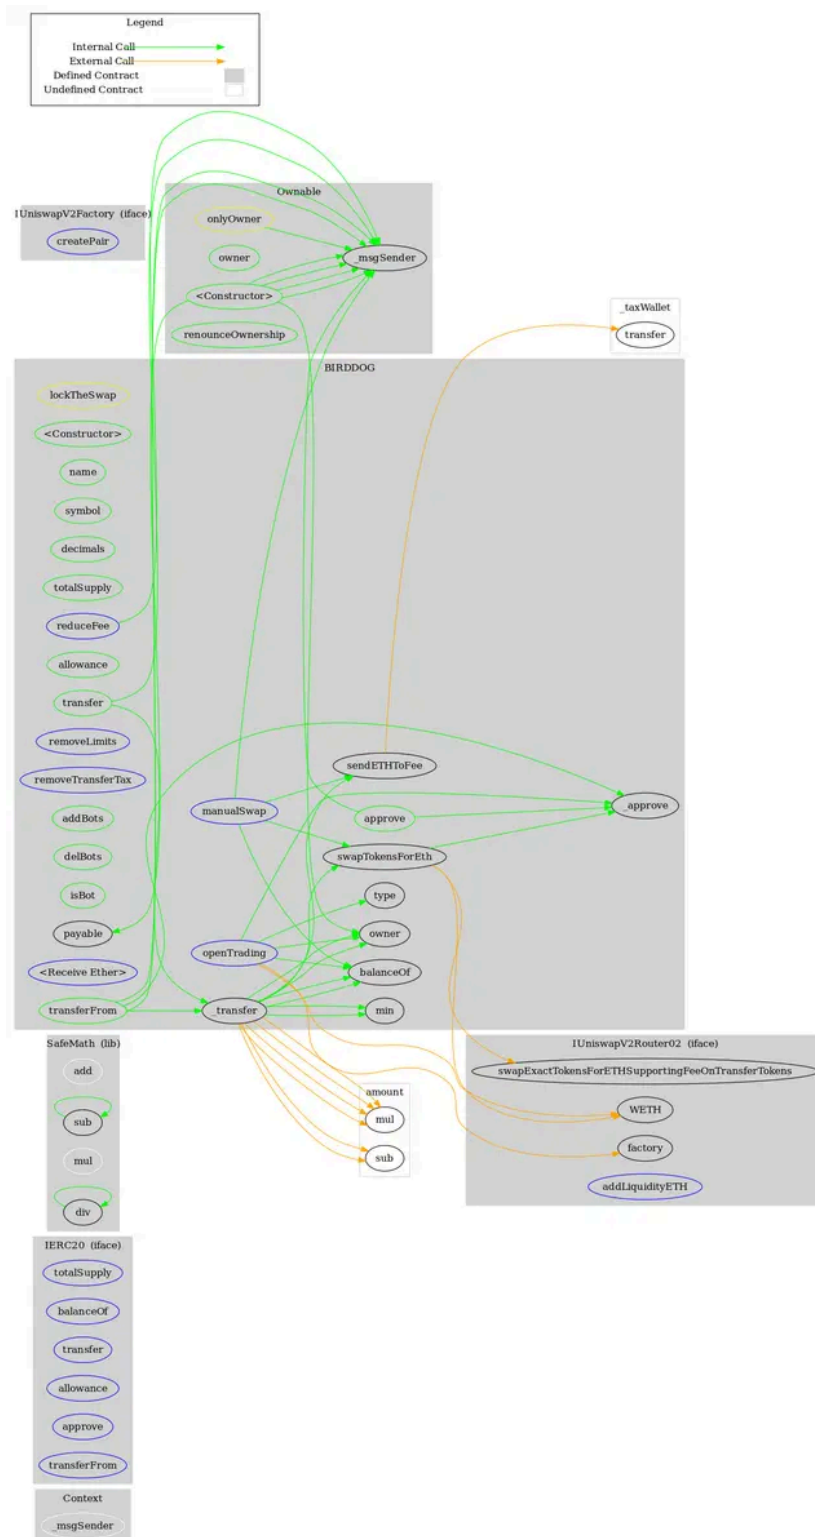 Legend
Internal Call
External Call
Defined Contract
Undefined Contract
Ownable
IUniswapV2Factory (iface)
onlyOwner
createPair
owner
_msgSender
<Constructor>
_taxWallet
renounceOwnership
transfer
BIRDDOG
lockTheSwap
<Constructor>
name
symbol
decimals
totalSupply
reduceFee
allowance
transfer
removeLimits
sendETHToFee
removeTransferTax
manualSwap
_approve
addBots
approve
delBots
swapTokensForEth
isBot
type
payable
openTrading
owner
<Receive Ether>
balanceOf
transferFrom
_transfer
min
SafeMath (lib)
IUniswapV2Router02 (iface)
add
swapExactTokensForETHSupportingFeeOnTransferTokens
amount
sub
mul
WETH
mul
sub
factory
addLiquidityETH
div
IERC20 (iface)
totalSupply
balanceOf
transfer
allowance
approve
transferFrom
Context
_msgSender